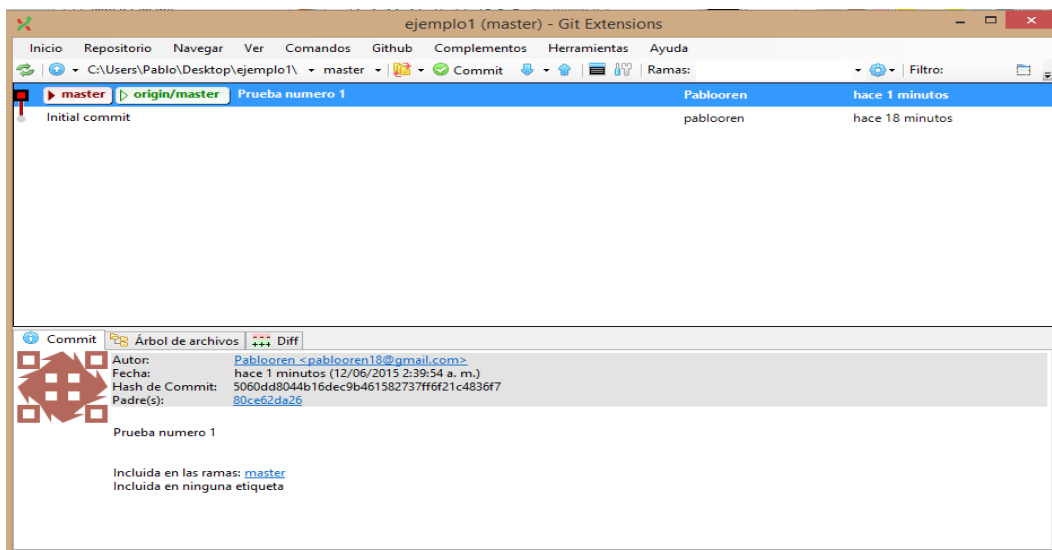 ejemplo1 (master) - Git Extensions
Inicio Repositorio Navegar Ver Comandos Github Complementos Herramientas Ayuda
C:\Users\Pablo\Desktop\ejemplo1\ master Commit Ramas: Filtro:
master origin/master Prueba numero 1 Pablooren hace 1 minutos
Initial commit pablooren hace 18 minutos
Commit Árbol de archivos Diff
Autor: Pablooren <pablooren18@gmail.com>
Fecha: hace 1 minutos (12/06/2015 2:39:54 a. m.)
Hash de Commit: 5060dd8044b16dec9b461582737ff6f21c4836f7
Padre(s): 80ce62da26
Prueba numero 1
Incluida en las ramas: master
Incluida en ninguna etiqueta